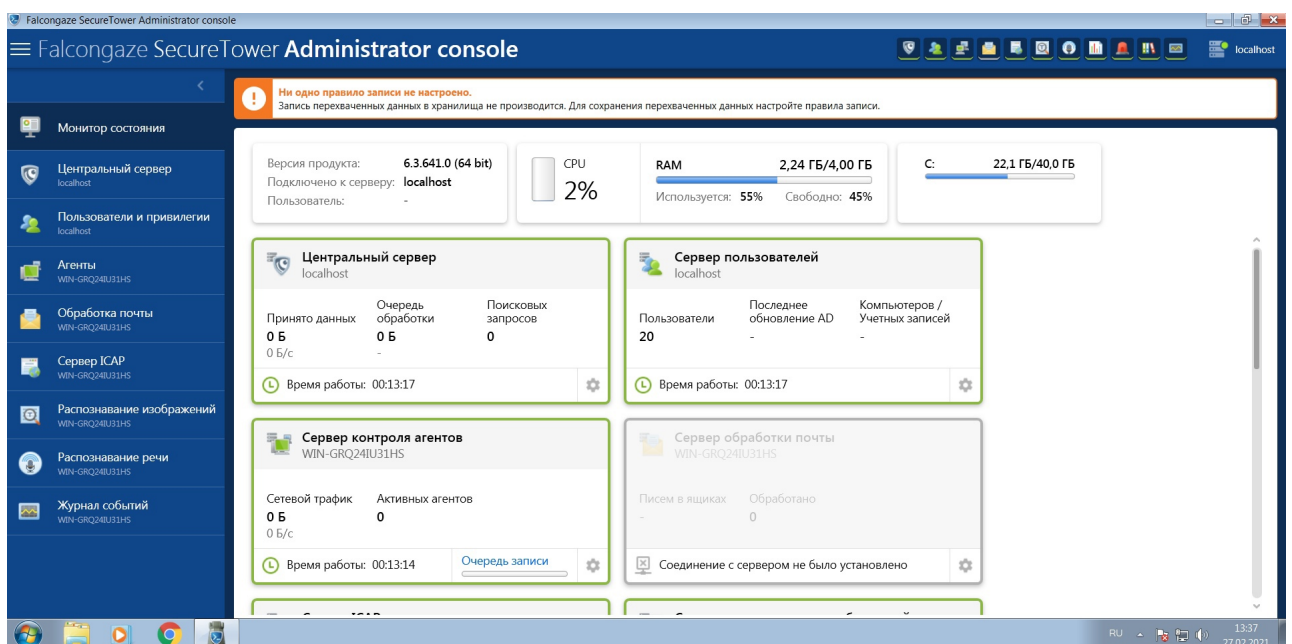 Falcongaze SecureTower Administrator console
Falcongaze SecureTower Administrator console
localhost
Ни одно правило записи не настроено.
Запись перехваченных данных в хранилища не производится. Для сохранения перехваченных данных настройте правила записи.
Монитор состояния
Центральный сервер
localhost
Пользователи и привилегии
localhost
Агенты
WIN-GRQ24IU31HS
Обработка почты
WIN-GRQ24IU31HS
Сервер ICAP
WIN-GRQ24IU31HS
Распознавание изображений
WIN-GRQ24IU31HS
Распознавание речи
WIN-GRQ24IU31HS
Журнал событий
WIN-GRQ24IU31HS
Версия продукта: 6.3.641.0 (64 bit)
Подключено к серверу: localhost
Пользователь: -
CPU
2%
RAM 2,24 ГБ/4,00 ГБ
Используется: 55% Свободно: 45%
C: 22,1 ГБ/40,0 ГБ
Центральный сервер
localhost
Принято данных Очередь обработки Поисковых запросов
0 Б 0 Б 0
0 Б/с -
Время работы: 00:13:17
Сервер пользователей
localhost
Пользователи Последнее обновление AD Компьютеров / Учетных записей
20 - -
Время работы: 00:13:17
Сервер контроля агентов
WIN-GRQ24IU31HS
Сетевой трафик Активных агентов
0 Б 0
0 Б/с
Время работы: 00:13:14 Очередь записи
Сервер обработки почты
WIN-GRQ24IU31HS
Писем в ящиках Обработано
- 0
Соединение с сервером не было установлено
RU
13:37
27.02.2021